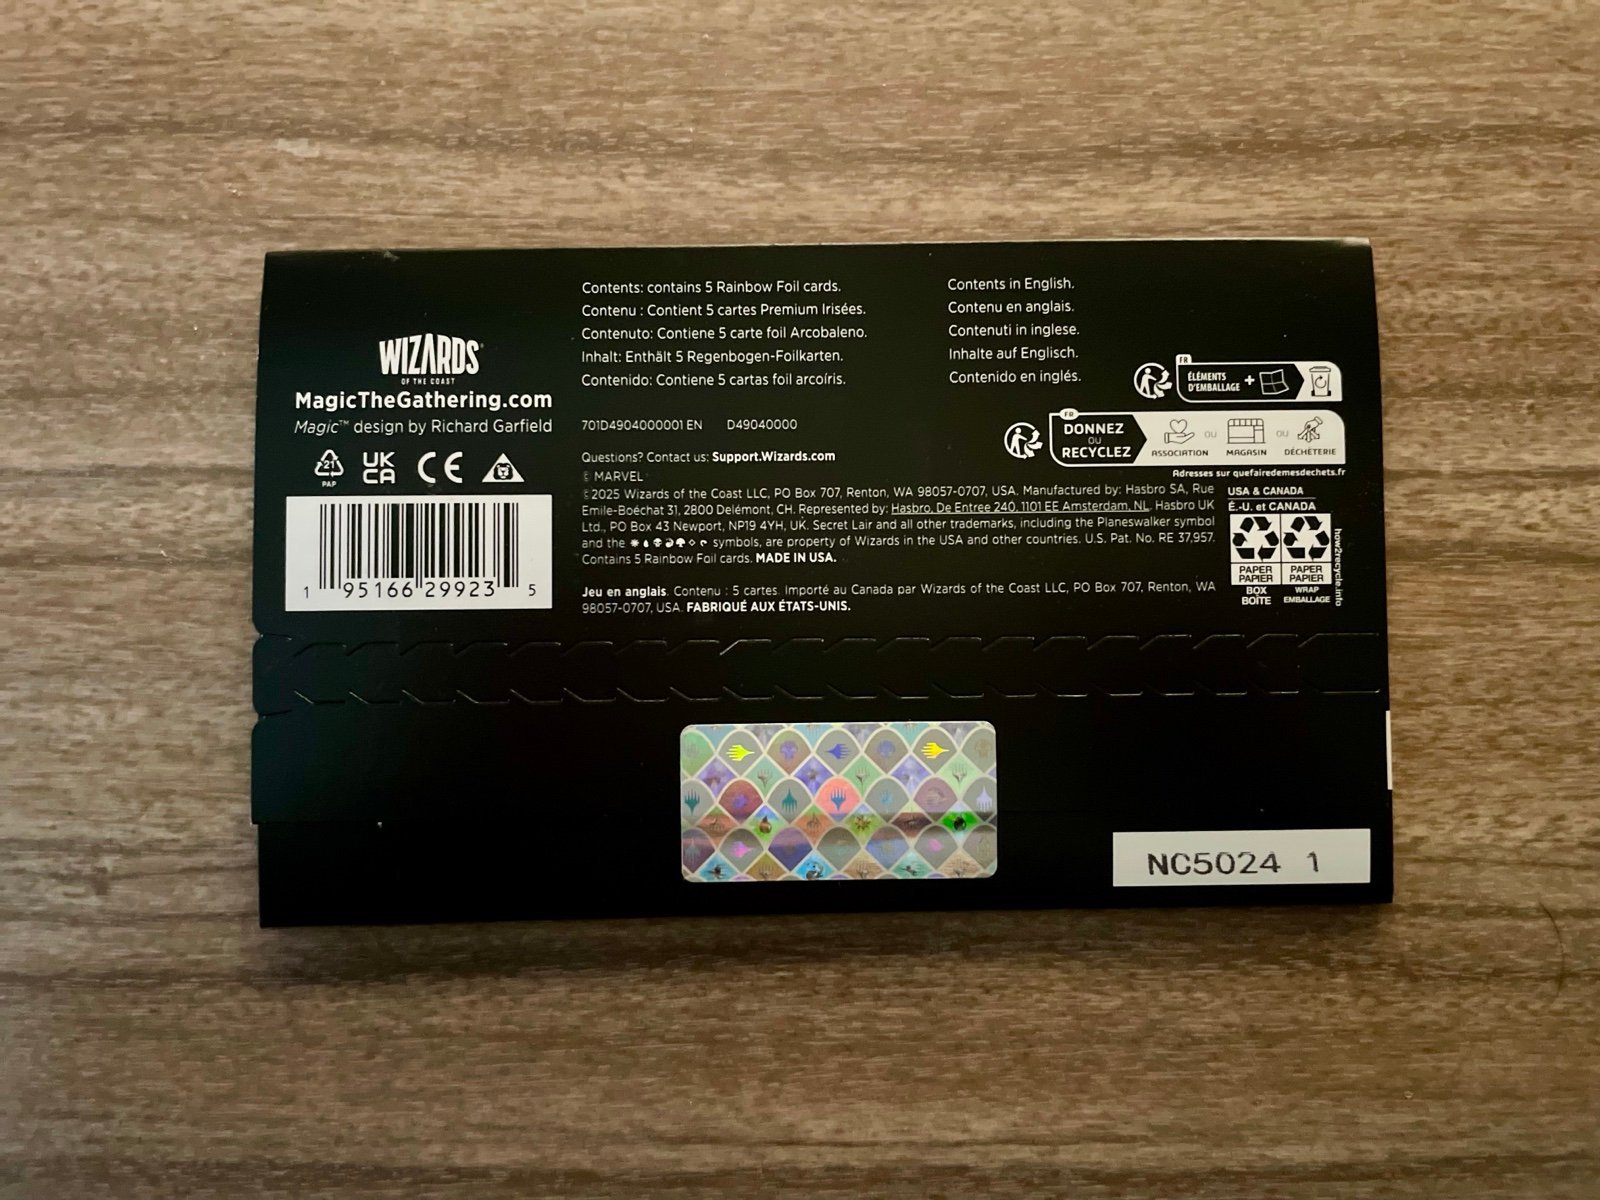 WIZARDS
OF THE COAST
MagicTheGathering.com
Magic™ design by Richard Garfield
21
PAP
UK
CA
CE
1 95166 29923 5
Contents: contains 5 Rainbow Foil cards.
Contenu : Contient 5 cartes Premium Irisées.
Contenuto: Contiene 5 carte foil Arcobaleno.
Inhalt: Enthält 5 Regenbogen-Foilkarten.
Contenido: Contiene 5 cartas foil arcoíris.
Contents in English.
Contenu en anglais.
Contenuti in inglese.
Inhalte auf Englisch.
Contenido en inglés.
701D4904000001 EN D49040000
Questions? Contact us: Support.Wizards.com
© MARVEL
©2025 Wizards of the Coast LLC, PO Box 707, Renton, WA 98057-0707, USA. Manufactured by: Hasbro SA, Rue
Emile-Boéchat 31, 2800 Delémont, CH. Represented by: Hasbro, De Entree 240, 1101 EE Amsterdam, NL. Hasbro UK
Ltd., PO Box 43 Newport, NP19 4YH, UK. Secret Lair and all other trademarks, including the Planeswalker symbol
and the symbols, are property of Wizards in the USA and other countries. U.S. Pat. No. RE 37,957.
Contains 5 Rainbow Foil cards. MADE IN USA.
Jeu en anglais. Contenu : 5 cartes. Importé au Canada par Wizards of the Coast LLC, PO Box 707, Renton, WA
98057-0707, USA. FABRIQUÉ AUX ÉTATS-UNIS.
FR
ÉLÉMENTS
D'EMBALLAGE +
FR
DONNEZ
OU
RECYCLEZ
ASSOCIATION
OU
MAGASIN
OU
DÉCHÈTERIE
Adresses sur quefairedemesdechets.fr
USA & CANADA
É.-U. et CANADA
PAPER
PAPIER
BOX
BOÎTE
PAPER
PAPIER
WRAP
EMBALLAGE
how2recycle.info
NC5024 1